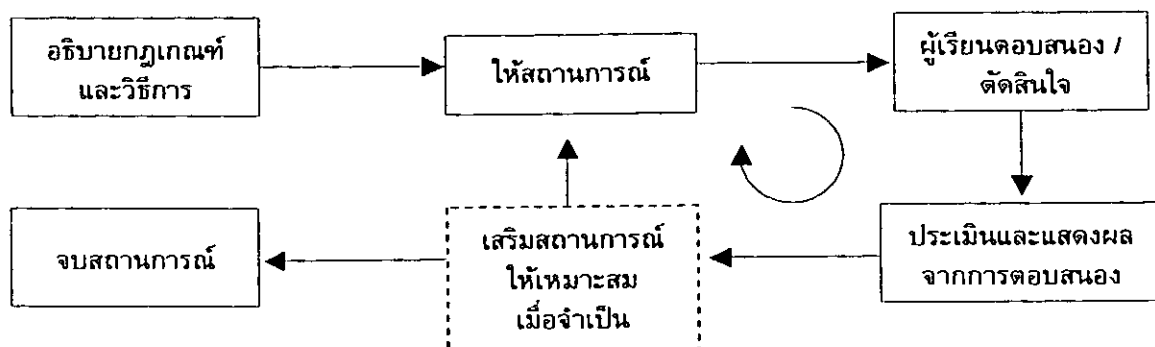 อธิบายกฎเกณฑ์
และวิธีการ
ให้สถานการณ์
ผู้เรียนตอบสนอง /
ตัดสินใจ
ประเมินและแสดงผล
จากการตอบสนอง
เสริมสถานการณ์
ให้เหมาะสม
เมื่อจำเป็น
จบสถานการณ์